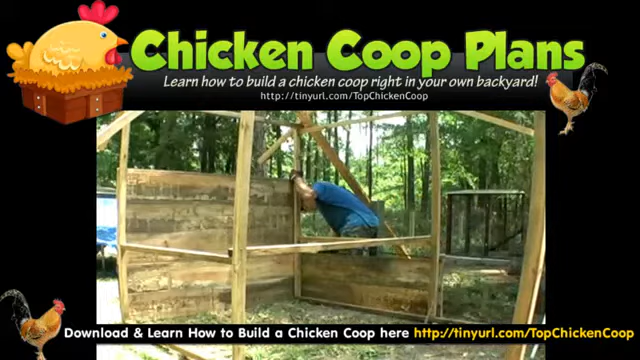 Chicken Coop Plans
Learn how to build a chicken coop right in your own backyard!
http://tinyurl.com/TopChickenCoop
Download & Learn How to Build a Chicken Coop here http://tinyurl.com/TopChickenCoop